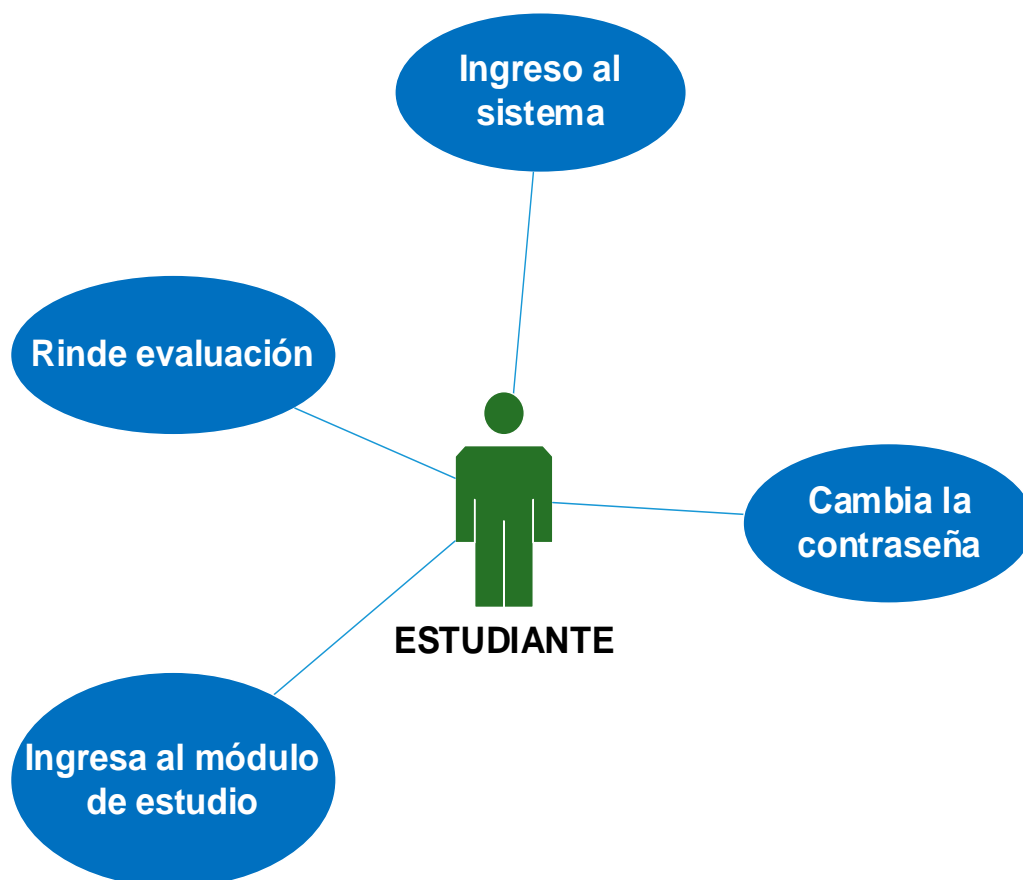 Ingreso al
sistema
Rinde evaluación
Cambia la
contraseña
ESTUDIANTE
Ingresa al módulo
de estudio